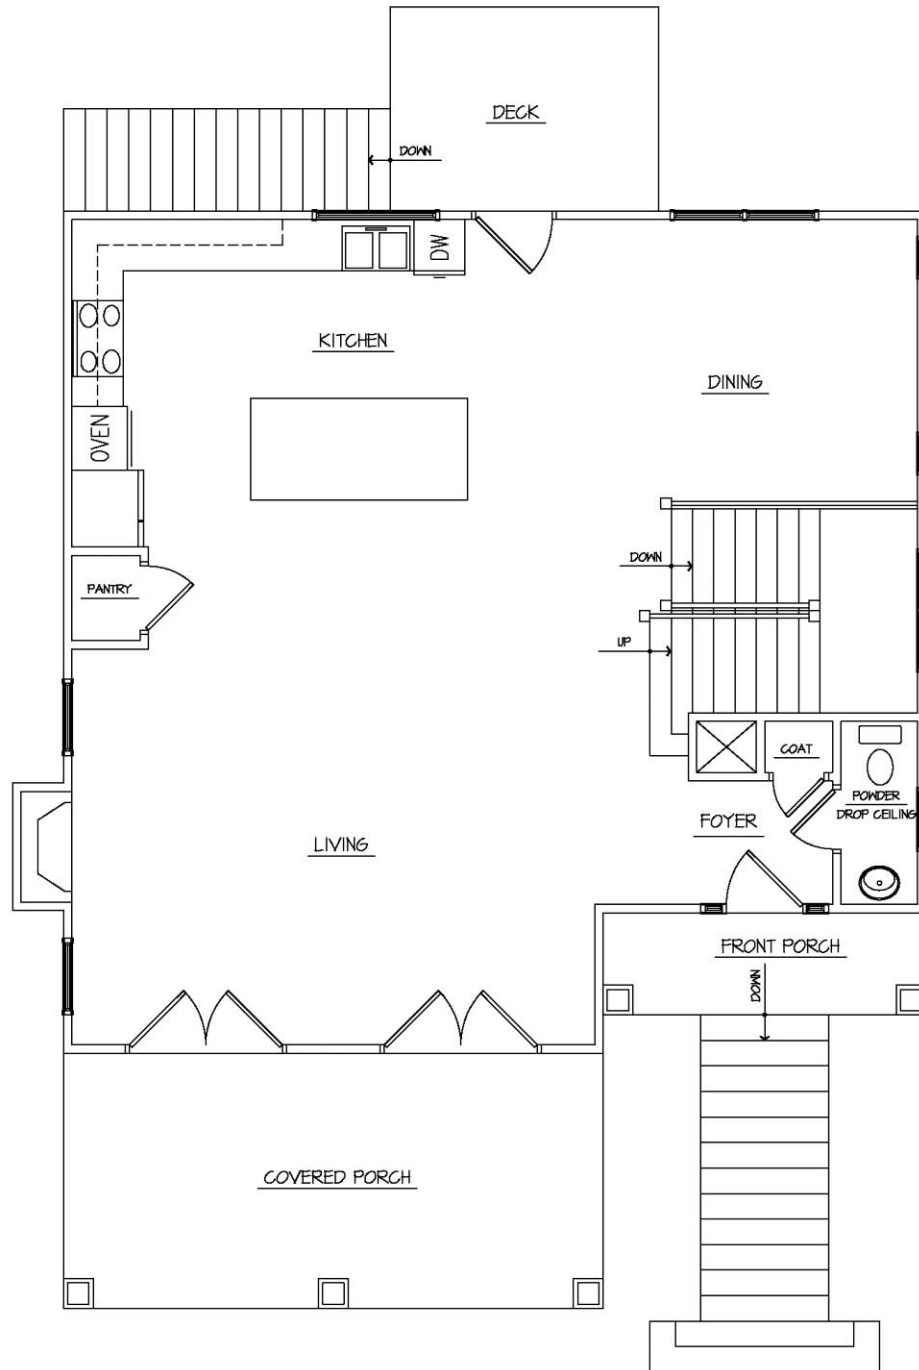 DECK
DOWN
DW
KITCHEN
DINING
OVEN
DOWN
PANTRY
UP
COAT
POWDER
DROP CEILING
FOYER
LIVING
FRONT PORCH
DOWN
COVERED PORCH